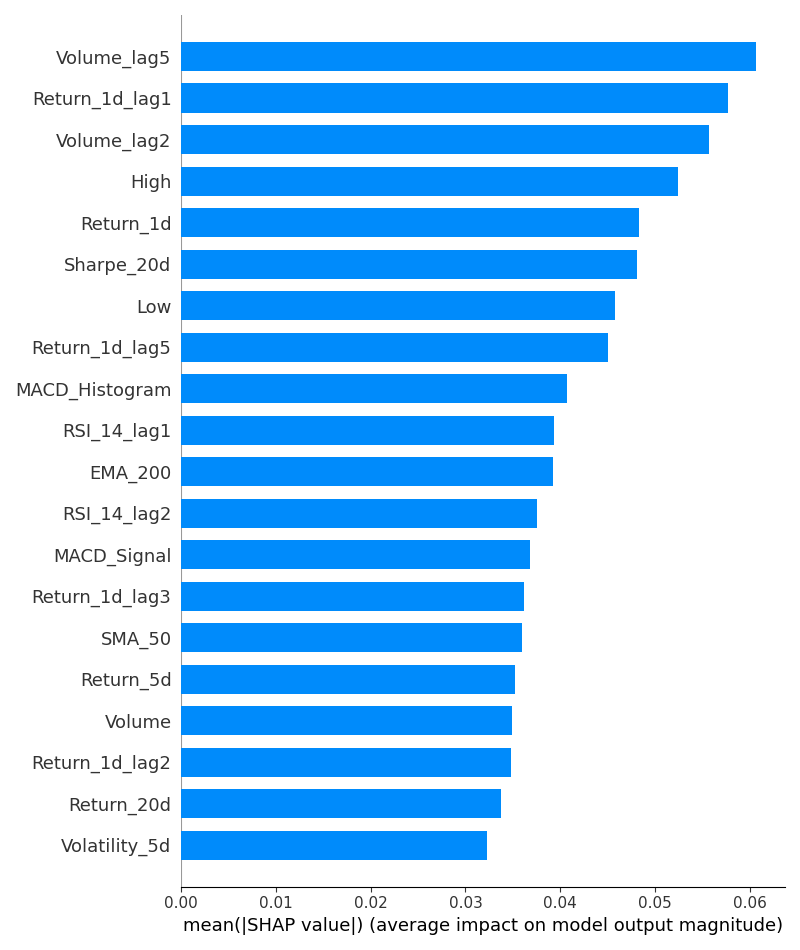 Volume_lag5
Return_1d_lag1
Volume_lag2
High
Return_1d
Sharpe_20d
Low
Return_1d_lag5
MACD_Histogram
RSI_14_lag1
EMA_200
RSI_14_lag2
MACD_Signal
Return_1d_lag3
SMA_50
Return_5d
Volume
Return_1d_lag2
Return_20d
Volatility_5d
0.00 0.01 0.02 0.03 0.04 0.05 0.06
mean(|SHAP value|) (average impact on model output magnitude)